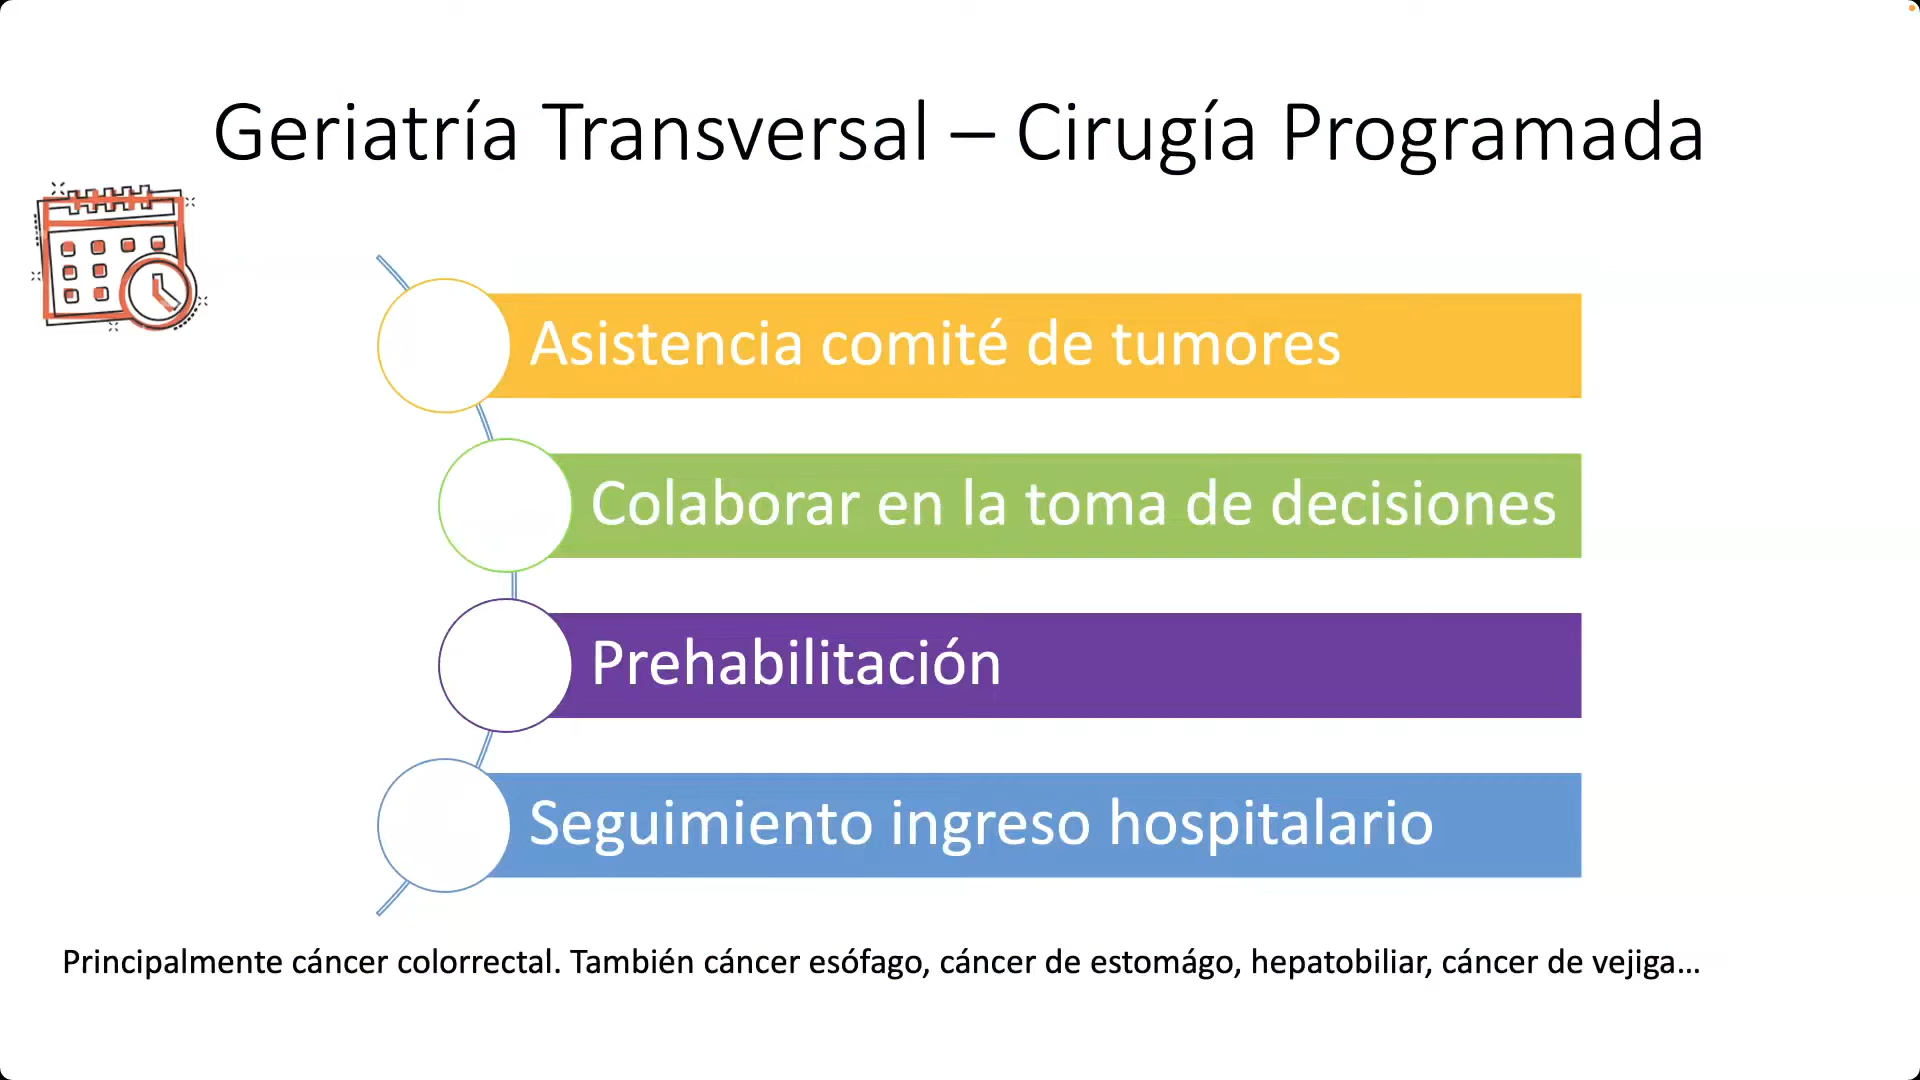 Geriatría Transversal – Cirugía Programada
Asistencia comité de tumores
Colaborar en la toma de decisiones
Prehabilitación
Seguimiento ingreso hospitalario
Principalmente cáncer colorrectal. También cáncer esófago, cáncer de estomágo, hepatobiliar, cáncer de vejiga…